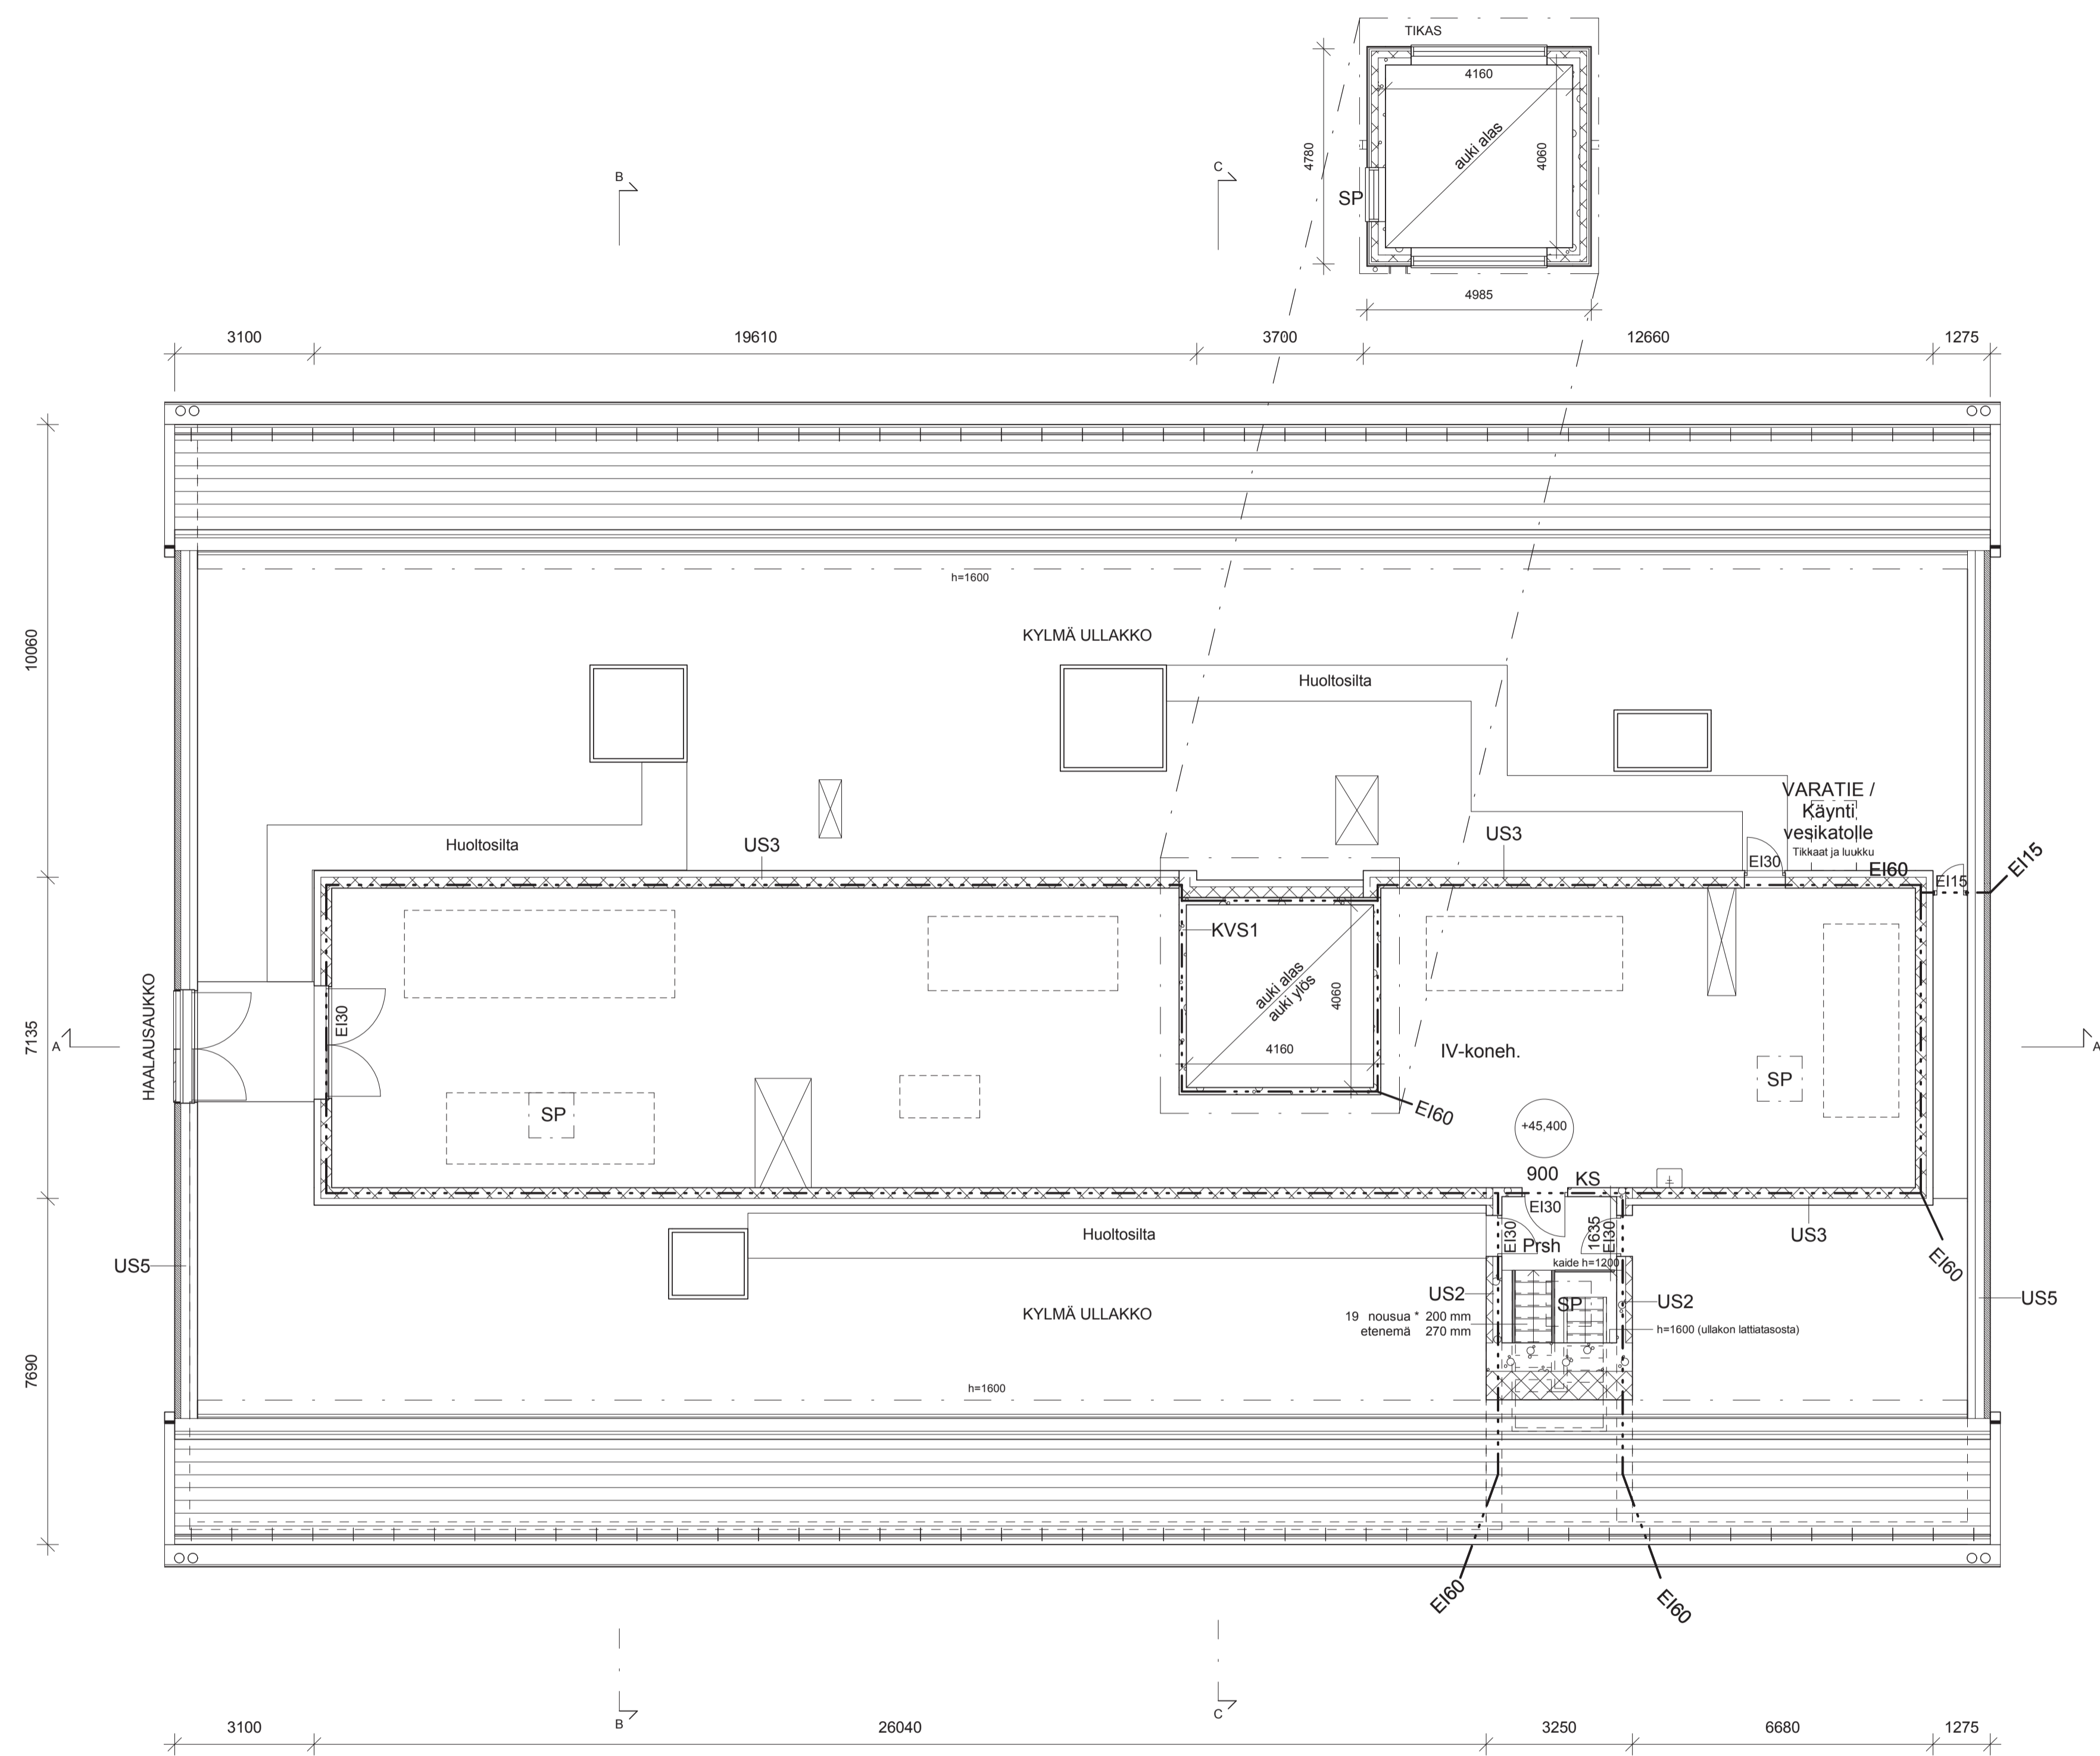 TIKAS
4160
auki alas
4060
4780
SP
4985
B
C
3100
19610
3700
12660
1275
10060
7135
7690
h=1600
KYLMÄ ULLAKKO
Huoltosilta
VARATIE /
Käynti
vesikatolle
Tikkaat ja luukku
EI30
EI60
EI15
EI15
Huoltosilta
US3
US3
KVS1
auki alas
auki ylös
4060
4160
HAALAUSAUKKO
EI30
A
A
IV-koneh.
SP
SP
EI60
+45,400
900
KS
EI30
EI30
1635
EI30
Prsh
kaide h=1200
US3
EI60
Huoltosilta
US5
US5
KYLMÄ ULLAKKO
US2
SP
US2
19 nousua * 200 mm
etenemä 270 mm
h=1600 (ullakon lattiatasosta)
h=1600
EI60
EI60
B
C
3100
26040
3250
6680
1275